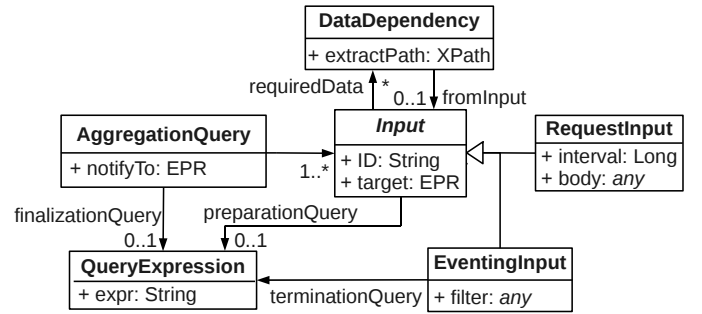 DataDependency
+ extractPath: XPath
requiredData
*
0..1
fromInput
Input
+ ID: String
+ target: EPR
AggregationQuery
+ notifyTo: EPR
1..*
RequestInput
+ interval: Long
+ body: any
finalizationQuery
0..1
preparationQuery
0..1
QueryExpression
+ expr: String
terminationQuery
EventingInput
+ filter: any